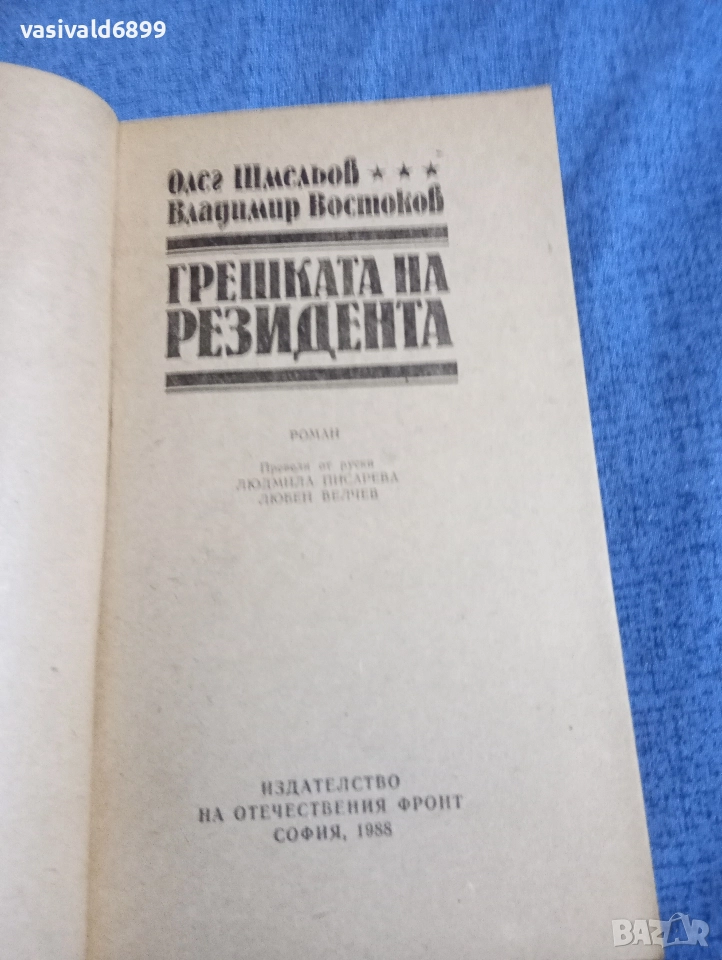 vasivald6899
Олег Шмельов ★ ★ ★
Владимир Востоков
ГРЕШКАТА НА
РЕЗИДЕНТА
РОМАН
Превели от руски
ЛЮДМИЛА ПИСАРЕВА
ЛЮБЕН ВЕЛЧЕВ
ИЗДАТЕЛСТВО
НА ОТЕЧЕСТВЕНИЯ ФРОНТ
СОФИЯ, 1988
BAZAR